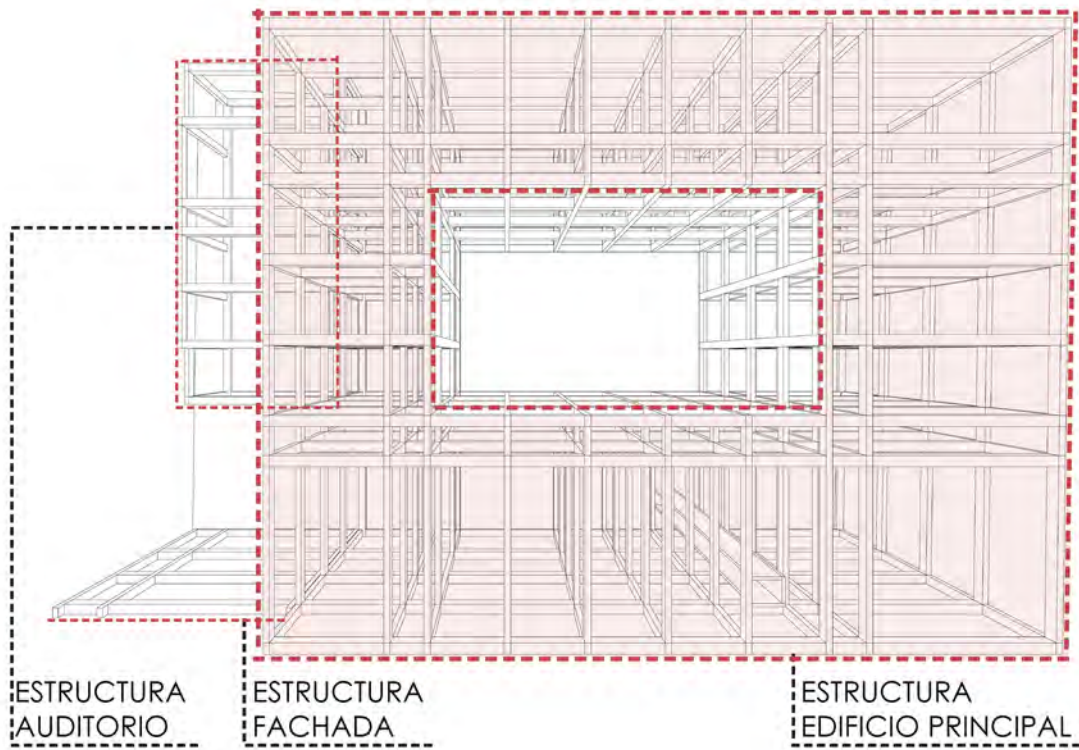 ESTRUCTURA
AUDITORIO
ESTRUCTURA
FACHADA
ESTRUCTURA
EDIFICIO PRINCIPAL